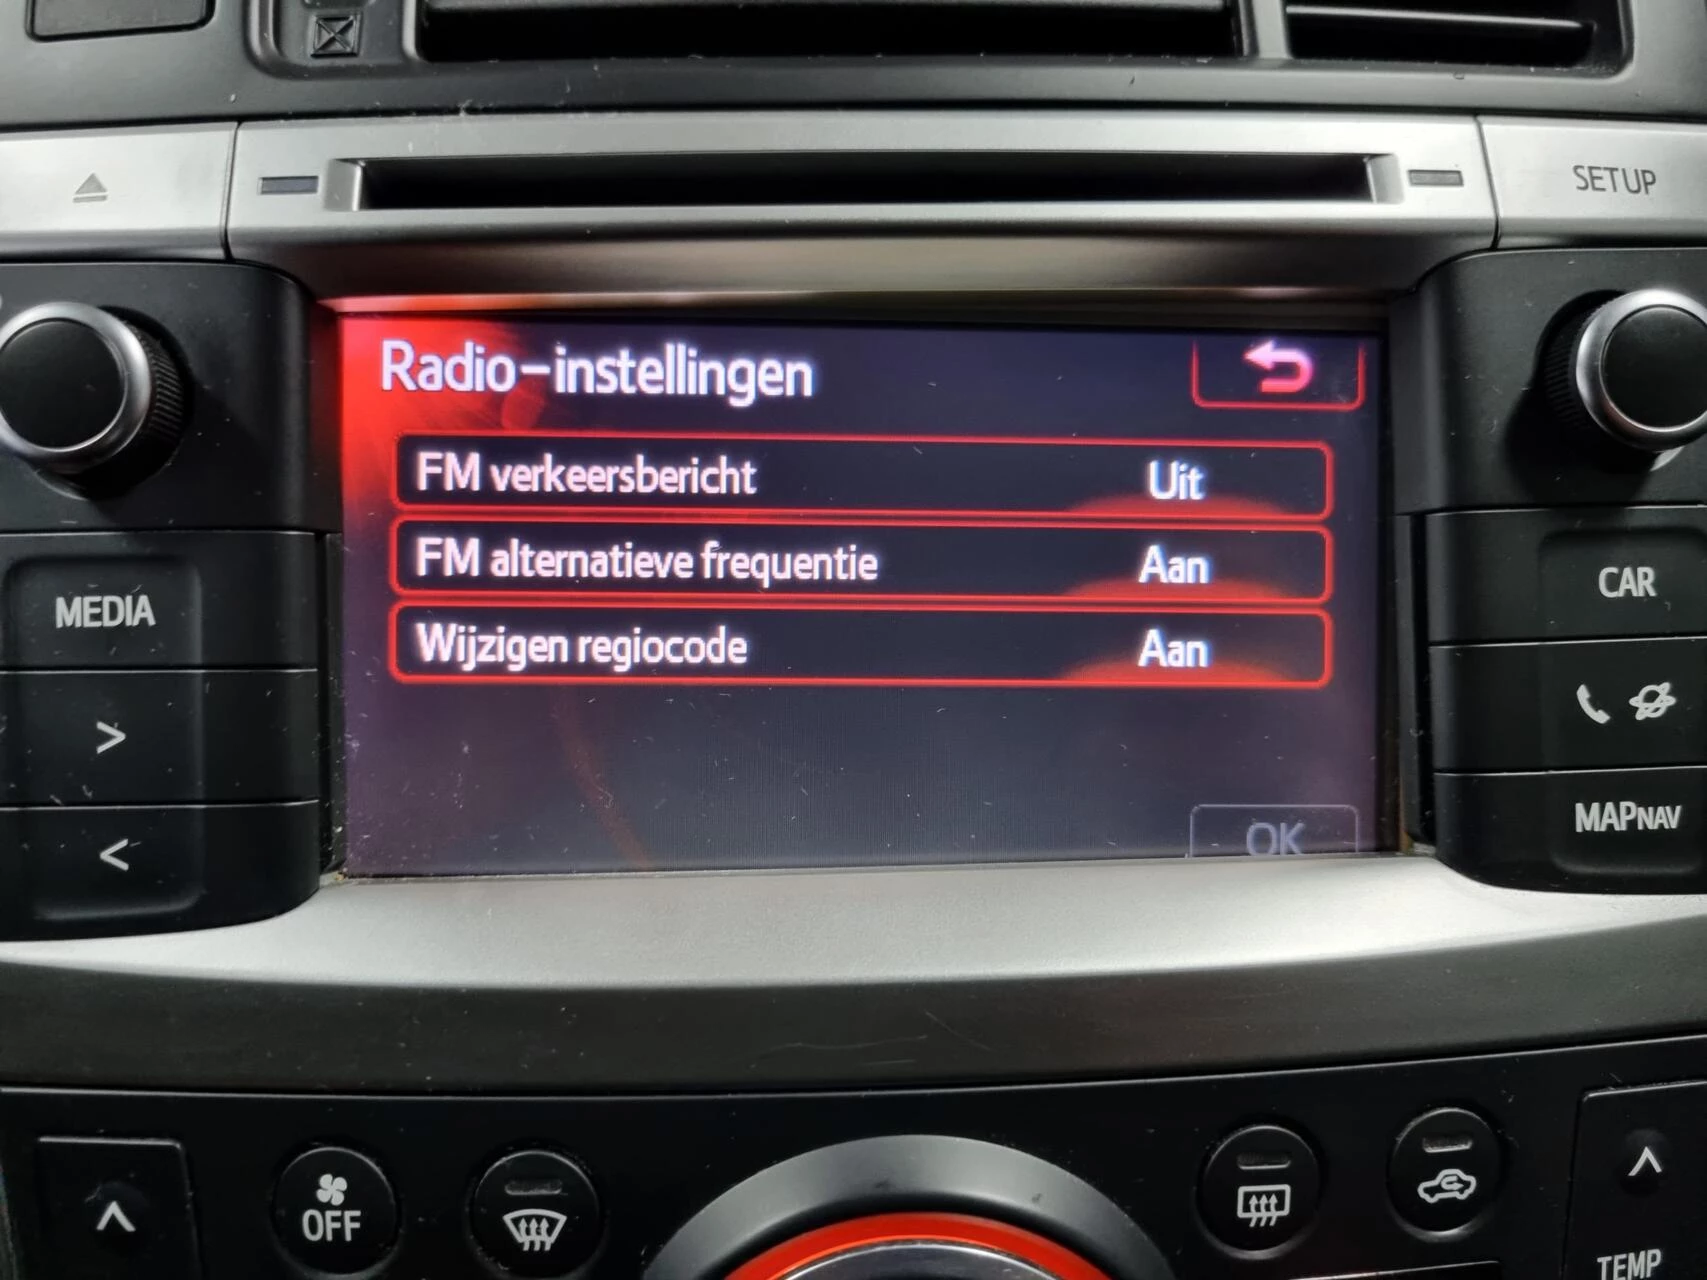 SETUP
Radio-instellingen
FM verkeersbericht Uit
FM alternatieve frequentie Aan
Wijzigen regiocode Aan
OK
MEDIA
>
<
CAR
MAPNAV
OFF
TEMP